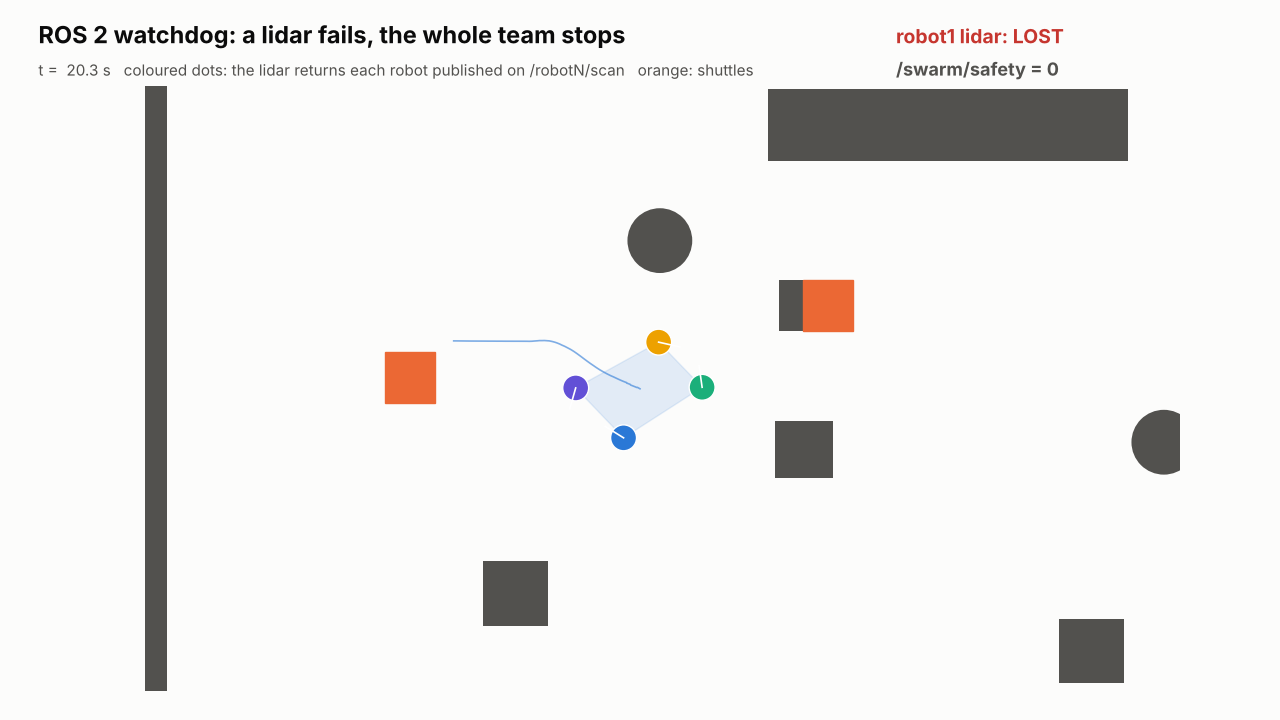 ROS 2 watchdog: a lidar fails, the whole team stops
robot1 lidar: LOST
t = 20.3 s coloured dots: the lidar returns each robot published on /robotN/scan orange: shuttles
/swarm/safety = 0